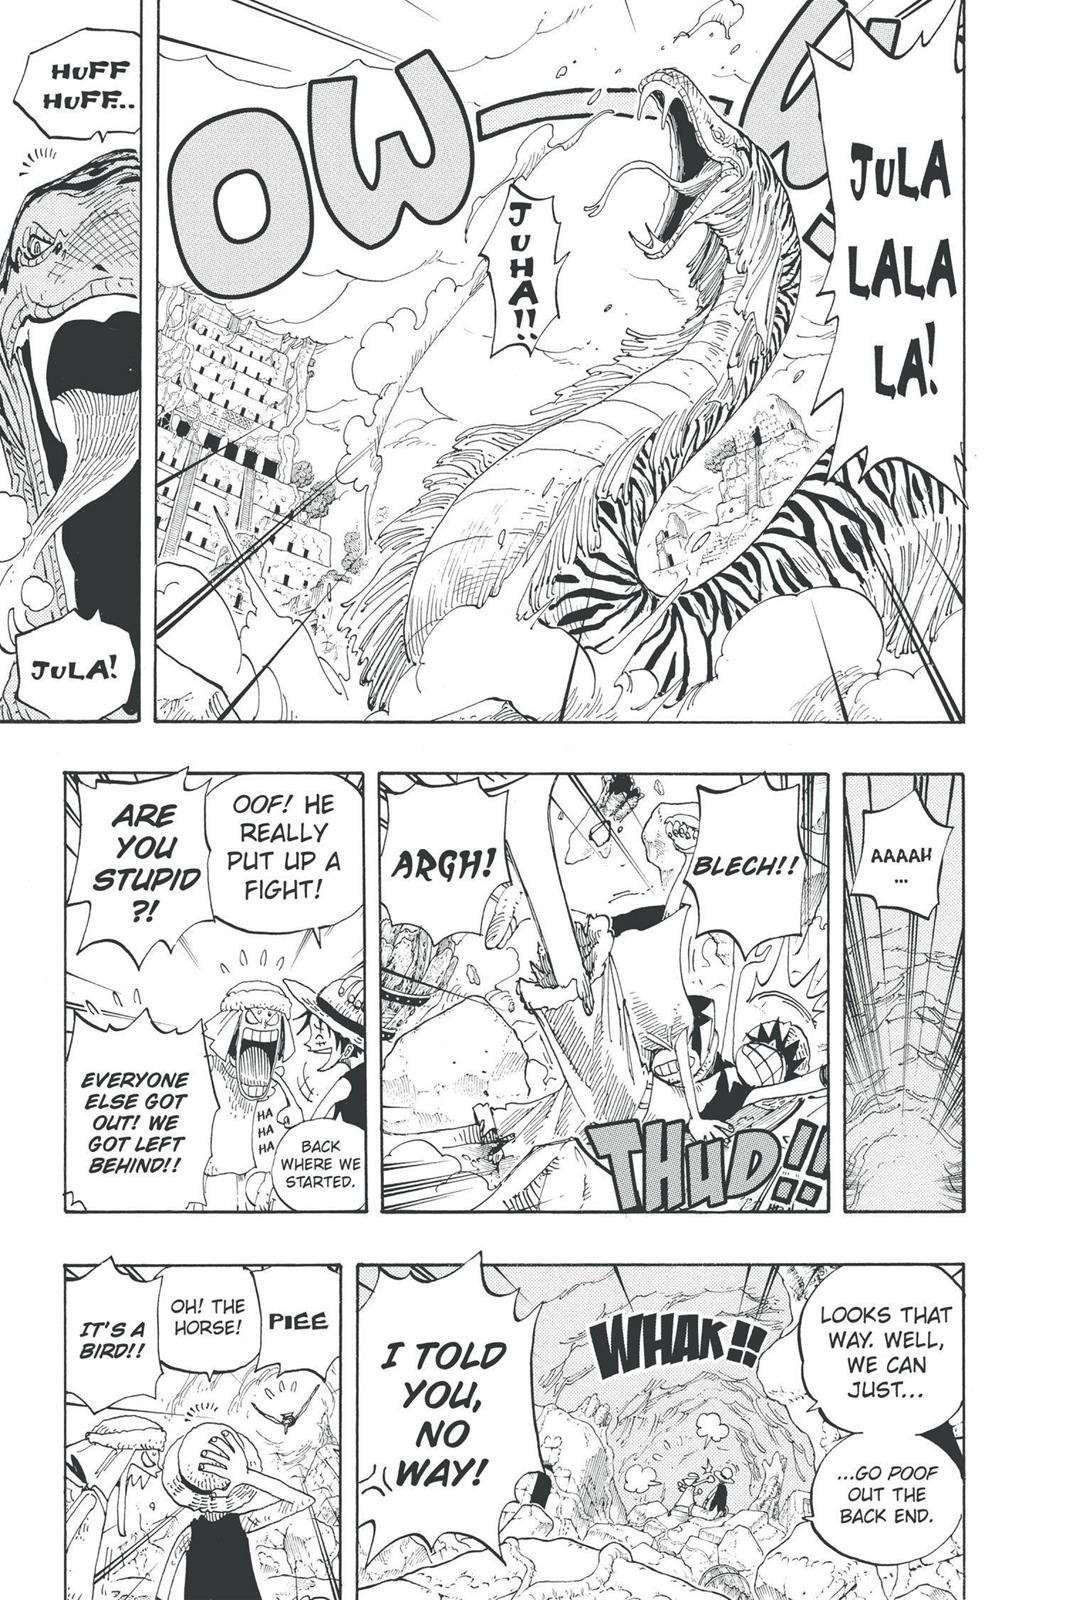 JULA
LALA
LA!
JUHA!!
OW
HUFF
HUFF..
JULA!
AAAAH
...
BLECH!!
ARGH!
THUD!!
OOF! HE
REALLY
PUT UP A
FIGHT!
ARE
YOU
STUPID
?!
EVERYONE
ELSE GOT
OUT! WE
GOT LEFT
BEHIND!!
HA
HA
HA
BACK
WHERE WE
STARTED.
LOOKS THAT
WAY. WELL,
WE CAN
JUST...
...GO POOF
OUT THE
BACK END.
WHAK!!
I TOLD
YOU,
NO
WAY!
PIEE
OH! THE
HORSE!
IT'S A
BIRD!!